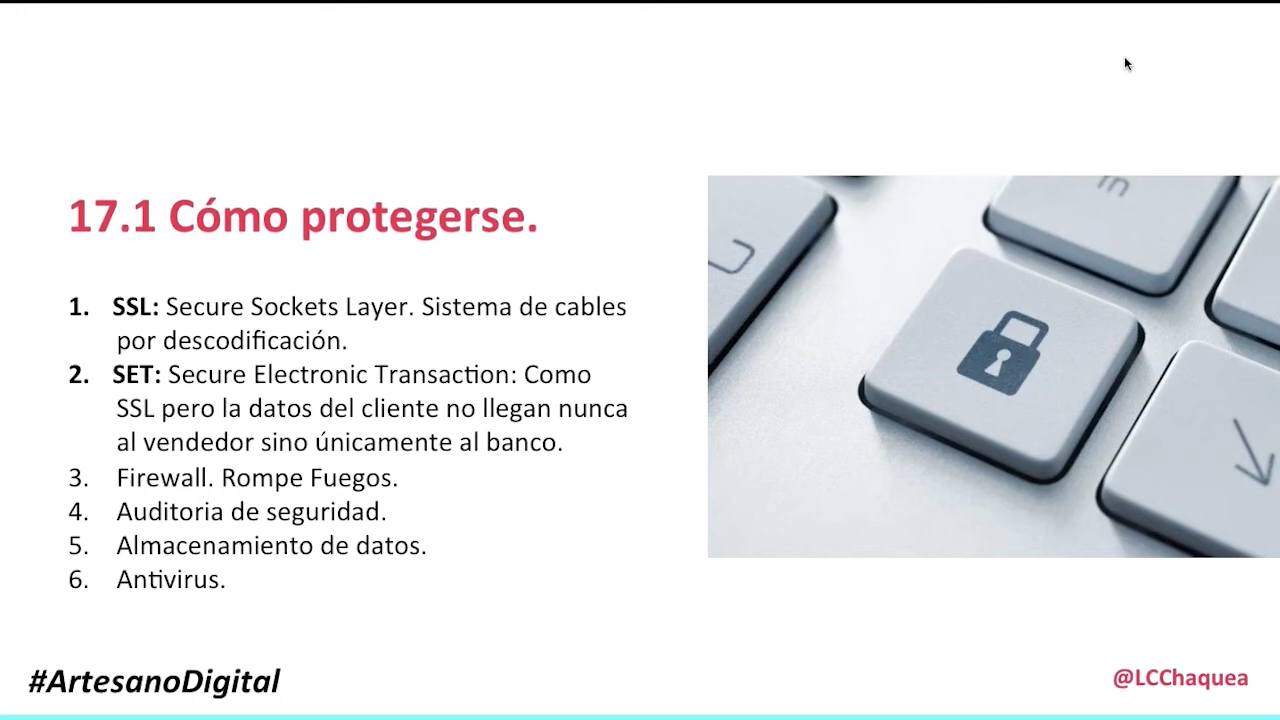 17.1 Cómo protegerse.
1. SSL: Secure Sockets Layer. Sistema de cables
por descodificación.
2. SET: Secure Electronic Transaction: Como
SSL pero la datos del cliente no llegan nunca
al vendedor sino únicamente al banco.
3. Firewall. Rompe Fuegos.
4. Auditoria de seguridad.
5. Almacenamiento de datos.
6. Antivirus.
#ArtesanoDigital
@LCChaquea